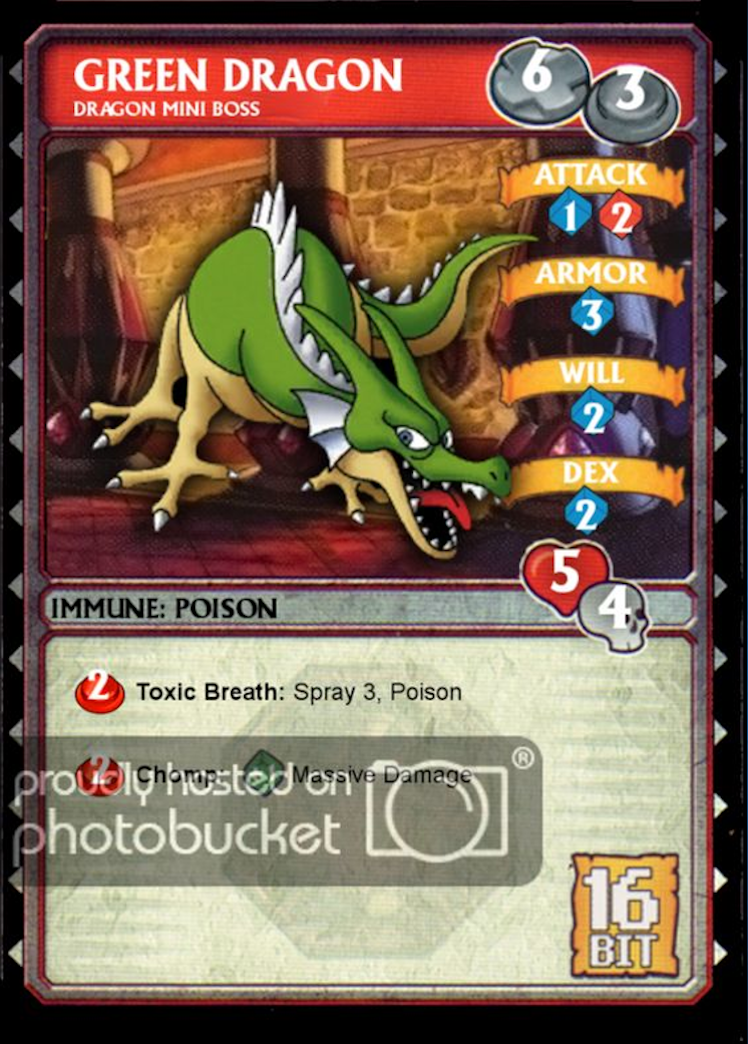 GREEN DRAGON
DRAGON MINI BOSS
6
3
ATTACK
1 2
ARMOR
3
WILL
2
DEX
2
5
4
IMMUNE: POISON
2 Toxic Breath: Spray 3, Poison
2 Chomp: Massive Damage
proudly hosted on
photobucket ®
16
BIT